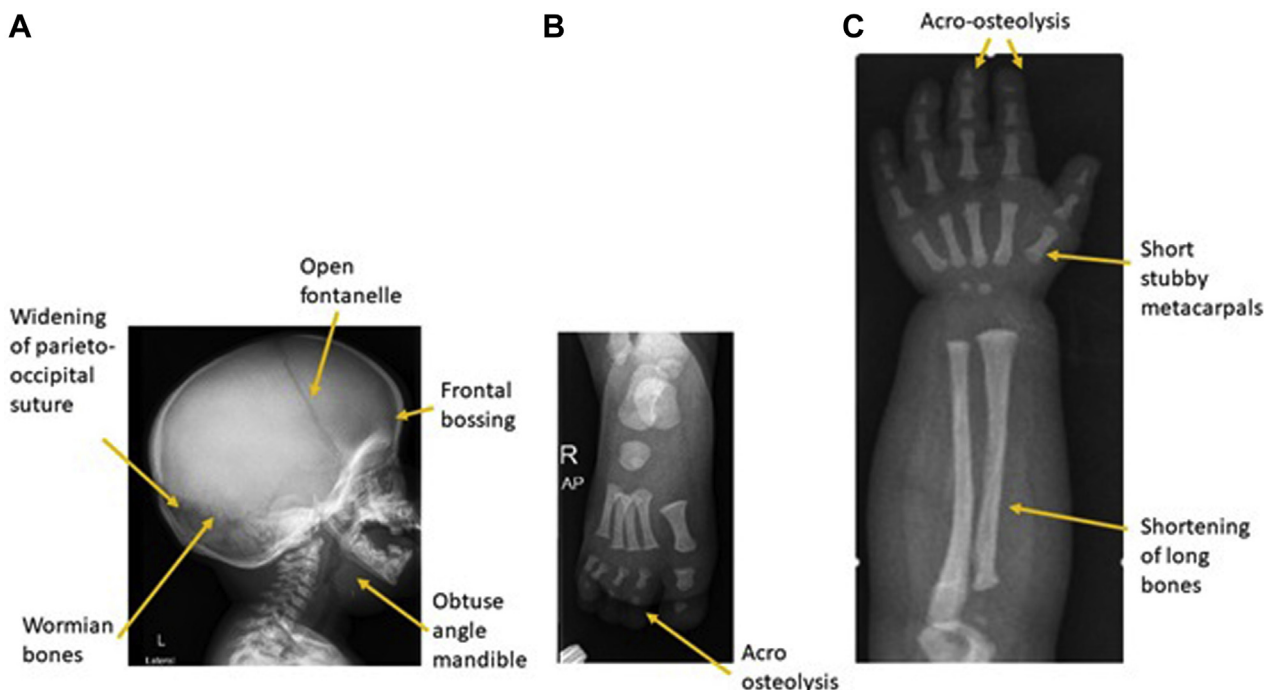 A
B
C
Acro-osteolysis
Open
fontanelle
Widening
of parieto-
occipital
suture
Frontal
bossing
Short
stubby
metacarpals
R
AP
Shortening
of long
bones
Wormian
bones
L
Lateral
Obtuse
angle
mandible
Acro
osteolysis